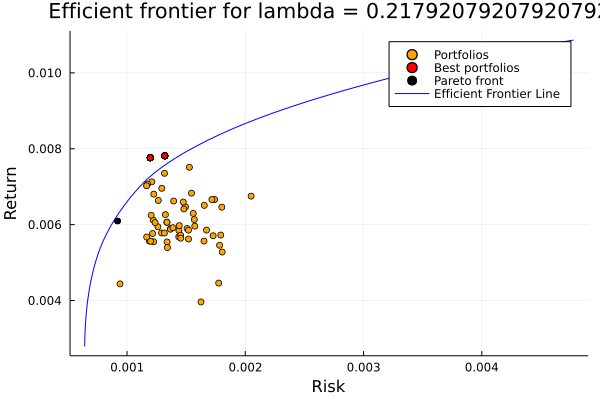 Efficient frontier for lambda = 0.2179207920792079
Portfolios
Best portfolios
Pareto front
Efficient Frontier Line
Return
0.010
0.008
0.006
0.004
0.001
0.002
0.003
0.004
Risk